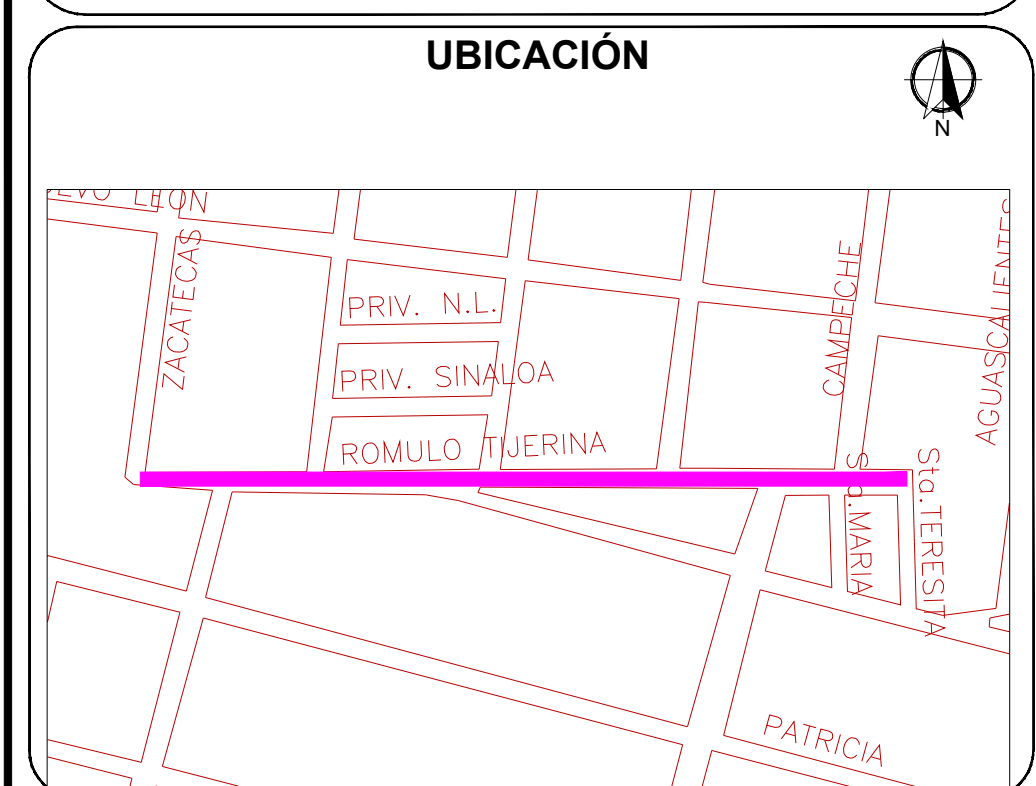 UBICACIÓN
N
LEON
ZACATECAS
PRIV. N.L.
PRIV. SINALOA
ROMULO TIJERINA
CAMPECHE
AGUASCALIENTES
Sta.MARIA
Sta.TERESITA
PATRICIA